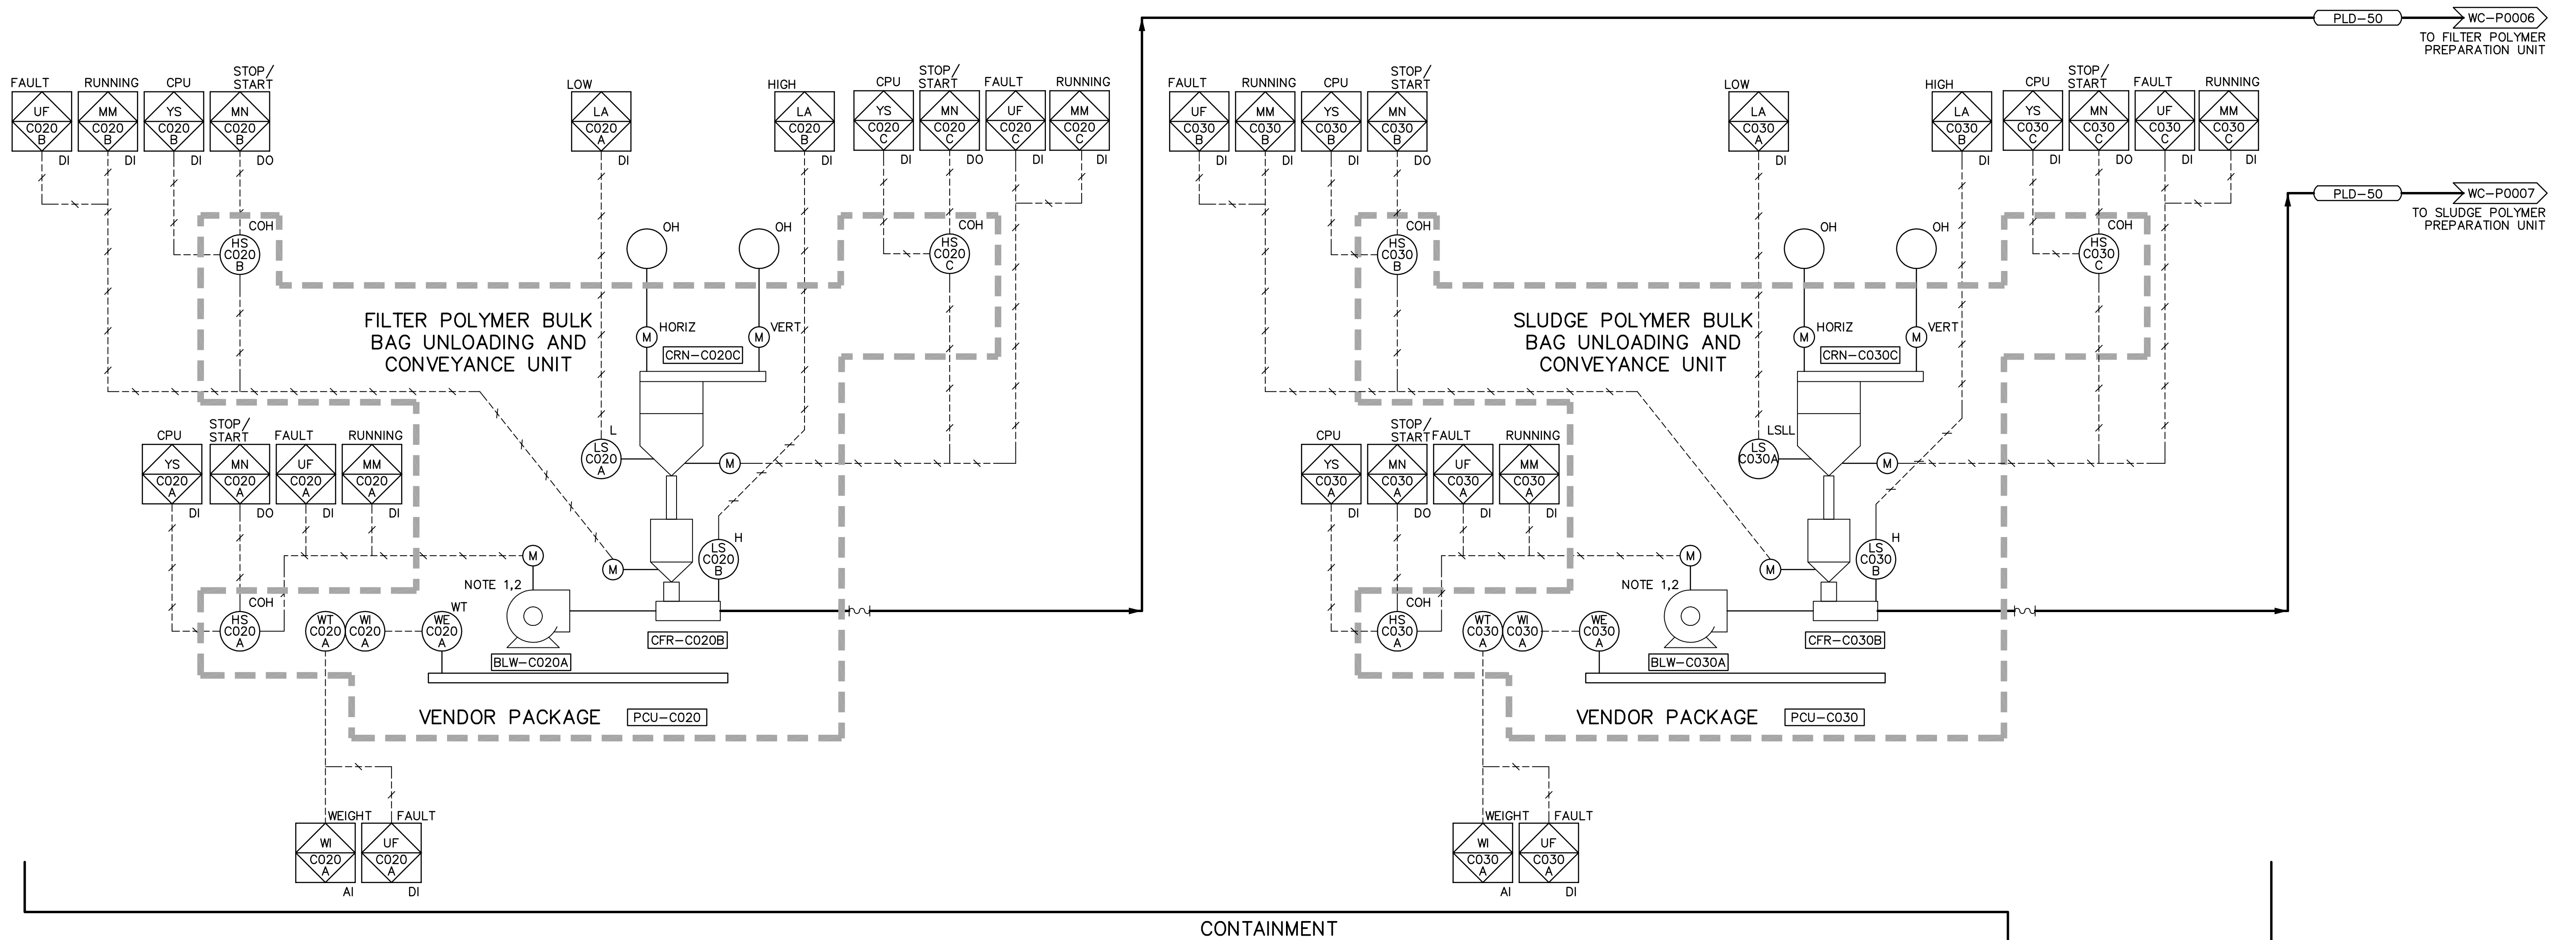 PLD-50
WC-P0006
TO FILTER POLYMER
PREPARATION UNIT
FAULT
UF
C020
B
DI
RUNNING
MM
C020
B
DI
CPU
YS
C020
B
DI
STOP/
START
MN
C020
B
DO
LOW
LA
C020
A
DI
HIGH
LA
C020
B
DI
CPU
YS
C020
C
DI
STOP/
START
MN
C020
C
DO
FAULT
UF
C020
C
DI
RUNNING
MM
C020
C
DI
COH
HS
C020
B
OH
OH
COH
HS
C020
C
FILTER POLYMER BULK
BAG UNLOADING AND
CONVEYANCE UNIT
M
HORIZ
M
VERT
CRN-C020C
CPU
YS
C020
A
DI
STOP/
START
MN
C020
A
DO
FAULT
UF
C020
A
DI
RUNNING
MM
C020
A
DI
L
LS
C020
A
M
H
LS
C020
B
M
M
NOTE 1,2
COH
HS
C020
A
WT
C020
A
WI
C020
A
WT
WE
C020
A
BLW-C020A
CFR-C020B
VENDOR PACKAGE
PCU-C020
WEIGHT
WI
C020
A
AI
FAULT
UF
C020
A
DI
FAULT
UF
C030
B
DI
RUNNING
MM
C030
B
DI
CPU
YS
C030
B
DI
STOP/
START
MN
C030
B
DO
LOW
LA
C030
A
DI
HIGH
LA
C030
B
DI
CPU
YS
C030
C
DI
STOP/
START
MN
C030
C
DO
FAULT
UF
C030
C
DI
RUNNING
MM
C030
C
DI
PLD-50
WC-P0007
TO SLUDGE POLYMER
PREPARATION UNIT
COH
HS
C030
B
OH
OH
COH
HS
C030
C
SLUDGE POLYMER BULK
BAG UNLOADING AND
CONVEYANCE UNIT
M
HORIZ
M
VERT
CRN-C030C
CPU
YS
C030
A
DI
STOP/
START
MN
C030
A
DO
FAULT
UF
C030
A
DI
RUNNING
MM
C030
A
DI
LSLL
LS
C030A
M
H
LS
C030
B
M
M
NOTE 1,2
COH
HS
C030
A
WT
C030
A
WI
C030
A
WE
C030
A
BLW-C030A
CFR-C030B
VENDOR PACKAGE
PCU-C030
WEIGHT
WI
C030
A
AI
FAULT
UF
C030
A
DI
CONTAINMENT